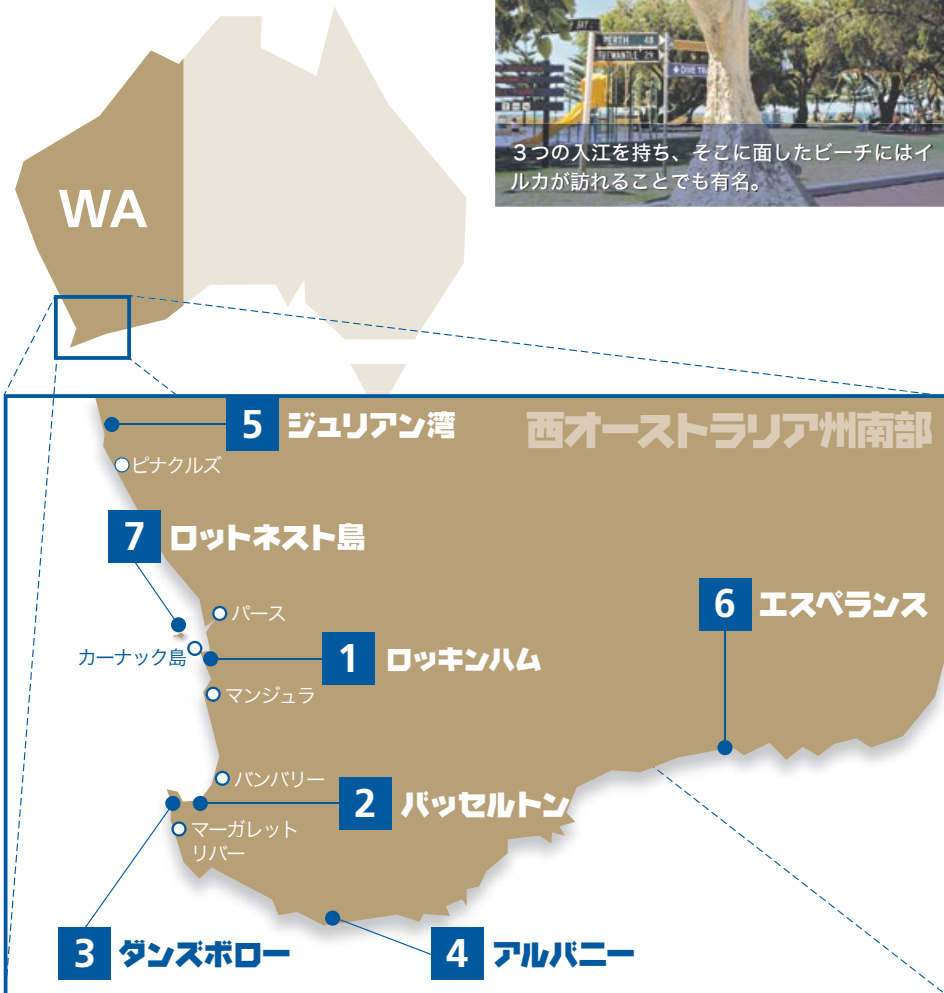 BAY
PERTH 48
FREMANTLE 29
DIVE TR
3つの入江を持ち、そこに面したビーチにはイ
ルカが訪れることでも有名。
WA
西オーストラリア州南部
5 ジュリアン湾
ピナクルズ
7 ロットネスト島
パース
カーナック島
1 ロッキンハム
マンジュラ
6 エスペランス
バンバリー
2 バッセルトン
マーガレット
リバー
3 ダンズボロー
4 アルバニー